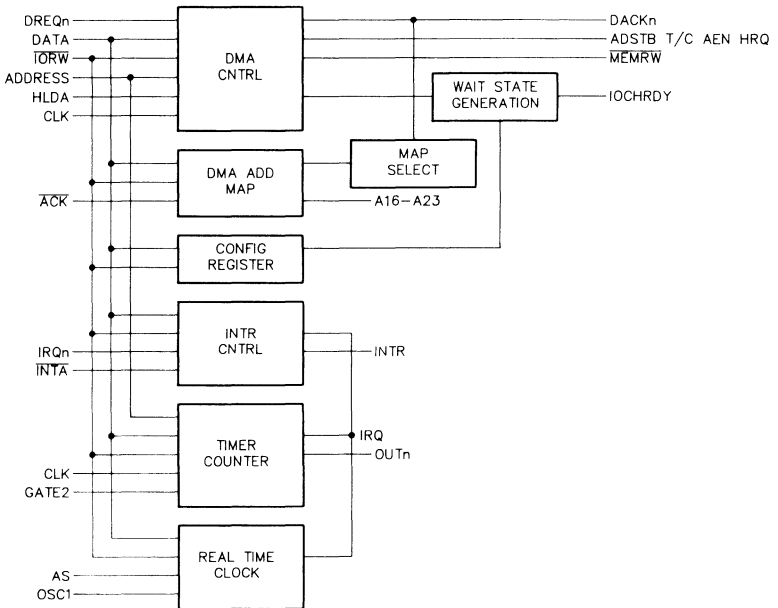 DREQn
DATA
IORW
ADDRESS
HLDA
CLK
DMA
CNTRL
DACKn
ADSTB T/C AEN HRQ
MEMRW
WAIT STATE
GENERATION
IOCHRDY
ACK
DMA ADD
MAP
MAP
SELECT
A16-A23
CONFIG
REGISTER
IRQn
INTA
INTR
CNTRL
INTR
CLK
GATE2
TIMER
COUNTER
IRQ
OUTn
AS
OSC1
REAL TIME
CLOCK